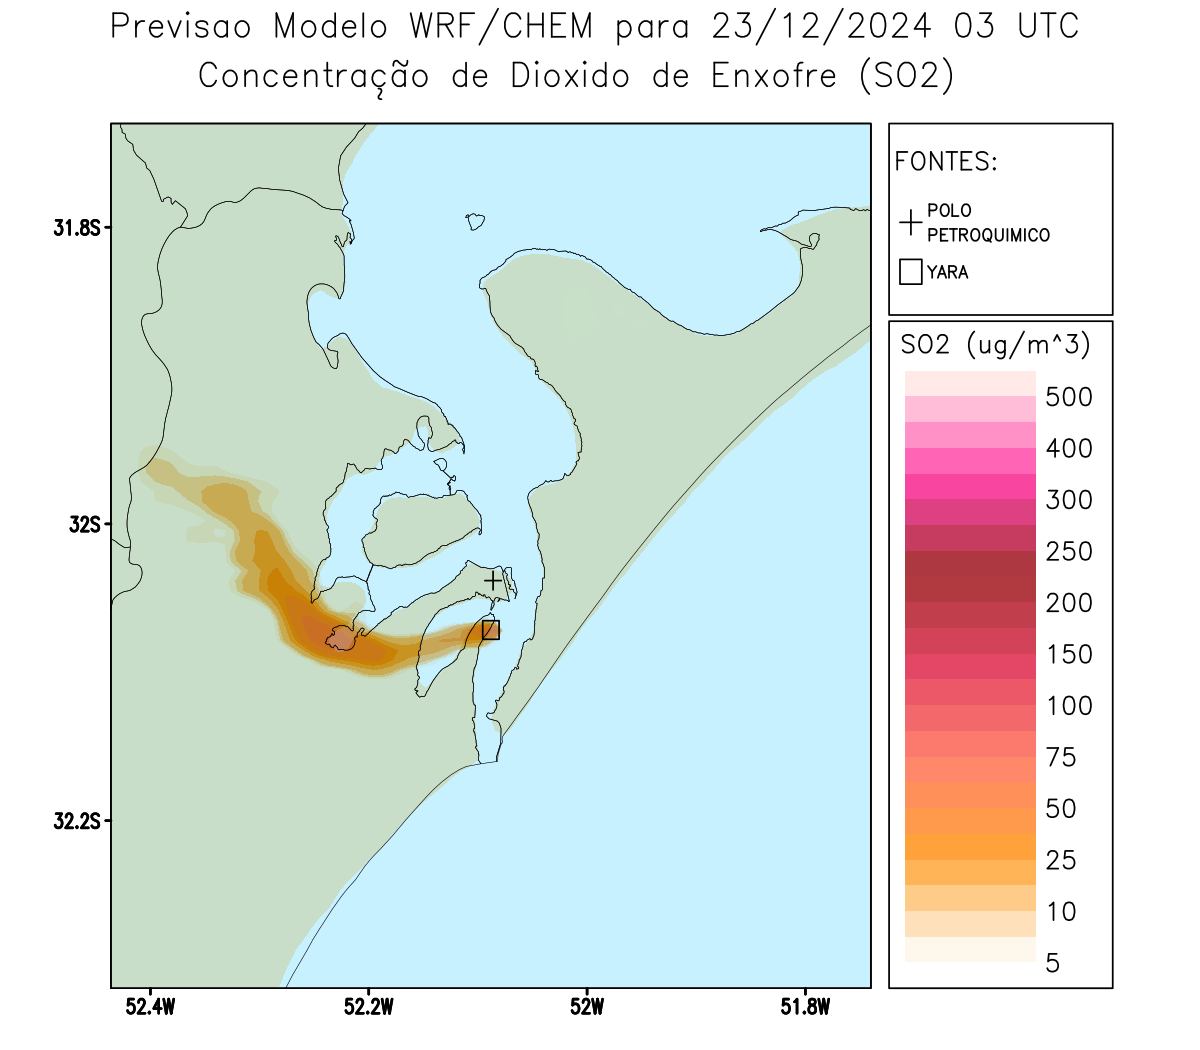 Previsao Modelo WRF/CHEM para 23/12/2024 03 UTC
Concentração de Dioxido de Enxofre (SO2)
FONTES:
POLO
PETROQUIMICO
YARA
SO2 (ug/m^3)
500
400
300
250
200
150
100
75
50
25
10
5
31.8S
32S
32.2S
52.4W
52.2W
52W
51.8W